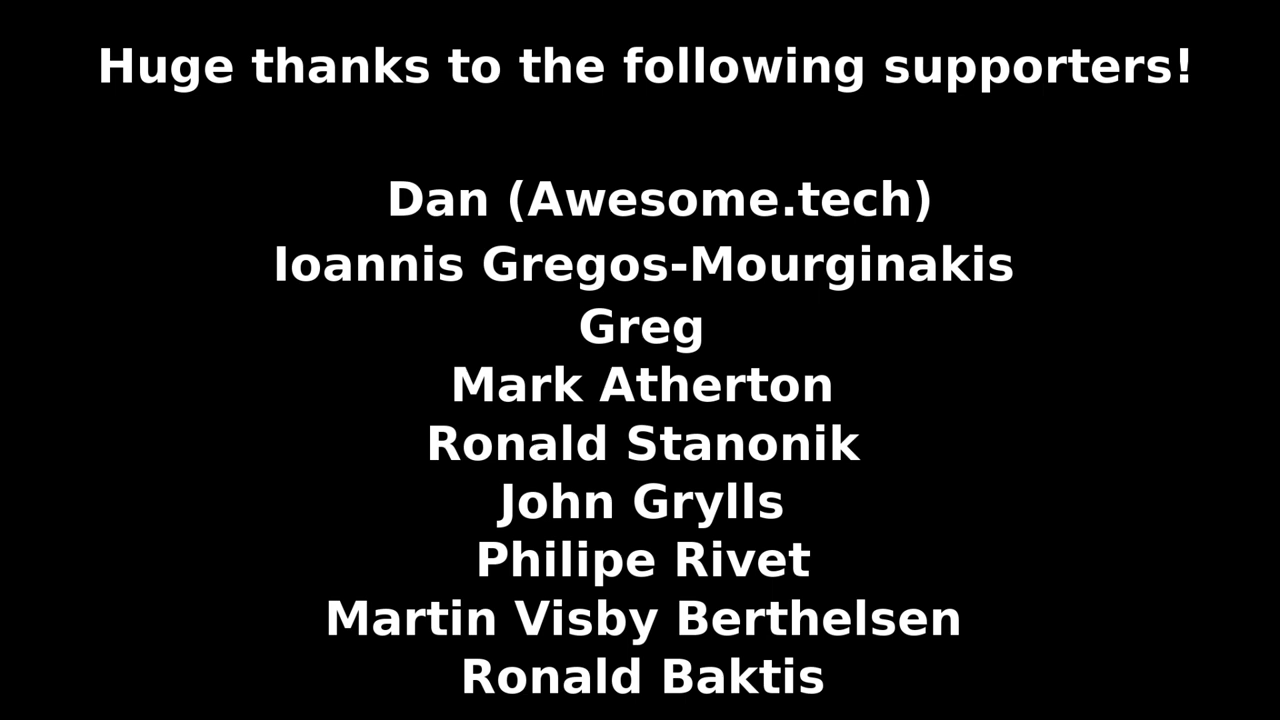 Huge thanks to the following supporters!
Dan (Awesome.tech)
Ioannis Gregos-Mourginakis
Greg
Mark Atherton
Ronald Stanonik
John Grylls
Philipe Rivet
Martin Visby Berthelsen
Ronald Baktis